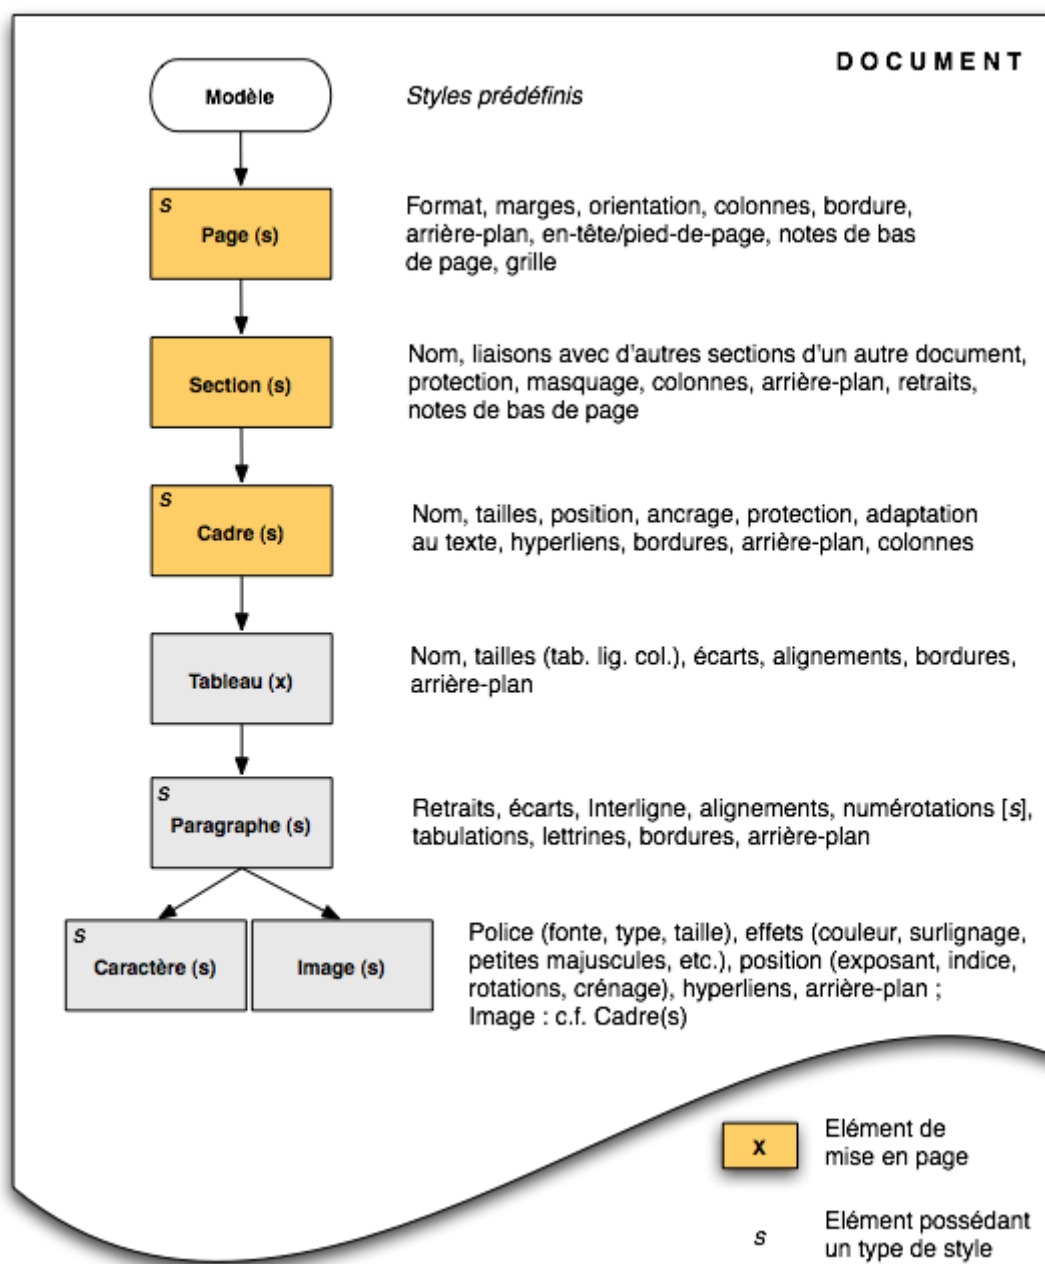 DOCUMENT
Modèle
Styles prédéfinis
S
Page (s)
Format, marges, orientation, colonnes, bordure,
arrière-plan, en-tête/pied-de-page, notes de bas
de page, grille
Section (s)
Nom, liaisons avec d'autres sections d'un autre document,
protection, masquage, colonnes, arrière-plan, retraits,
notes de bas de page
S
Cadre (s)
Nom, tailles, position, ancrage, protection, adaptation
au texte, hyperliens, bordures, arrière-plan, colonnes
Tableau (x)
Nom, tailles (tab. lig. col.), écarts, alignements, bordures,
arrière-plan
S
Paragraphe (s)
Retraits, écarts, Interligne, alignements, numérotations [s],
tabulations, lettrines, bordures, arrière-plan
S
Caractère (s)
Image (s)
Police (fonte, type, taille), effets (couleur, surlignage,
petites majuscules, etc.), position (exposant, indice,
rotations, crénage), hyperliens, arrière-plan ;
Image : c.f. Cadre(s)
X
Elément de
mise en page
s
Elément possédant
un type de style